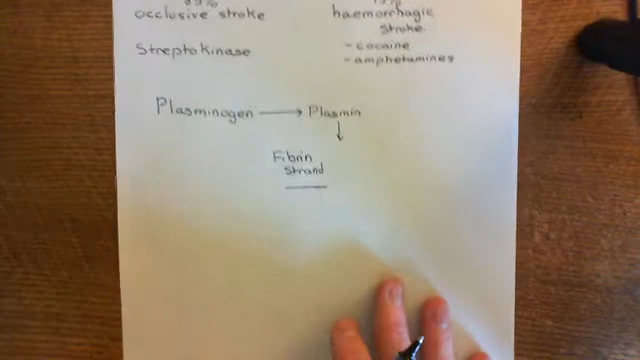 occlusive stroke
haemorrhagic
stroke
Streptokinase
- cocaine
- amphetamines
Plasminogen → Plasmin
↓
Fibrin
strand